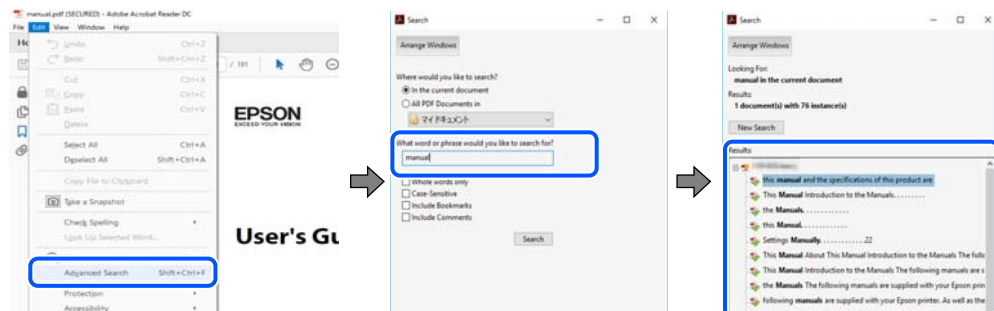 manual.pdf (SECURED) - Adobe Acrobat Reader DC
File Edit View Window Help
Undo Ctrl+Z
Redo Shift+Ctrl+Z
Cut Ctrl+X
Copy Ctrl+C
Paste Ctrl+V
Delete
Select All Ctrl+A
Deselect All Shift+Ctrl+A
Copy File to Clipboard
Take a Snapshot
Check Spelling
Look Up Selected Word...
Advanced Search Shift+Ctrl+F
Protection
Accessibility
/ 181
EPSON
EXCEED YOUR VISION
User's Gu
Search
Arrange Windows
Where would you like to search?
In the current document
All PDF Documents in
マイ ドキュメント
What word or phrase would you like to search for?
manual
Whole words only
Case-Sensitive
Include Bookmarks
Include Comments
Search
Search
Arrange Windows
Looking For:
manual in the current document
Results:
1 document(s) with 76 instance(s)
New Search
Results:
this manual and the specifications of this product are
This Manual Introduction to the Manuals. . . . . . . . .
the Manuals. . . . . . . . . . . . .
this Manual. . . . . . . . . . . . .
Settings Manually. . . . . . . . . . . . .22
This Manual About This Manual Introduction to the Manuals The follo
This Manual Introduction to the Manuals The following manuals are s
the Manuals The following manuals are supplied with your Epson prin
following manuals are supplied with your Epson printer. As well as the